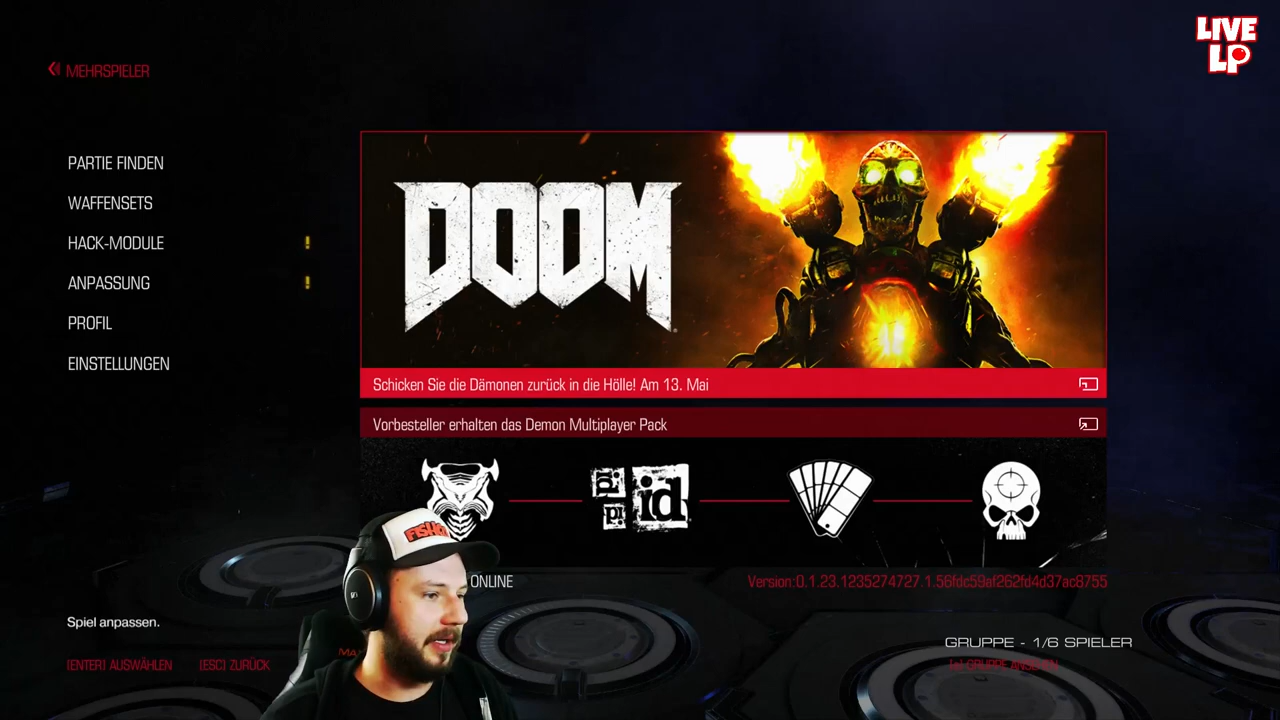 LIVE
LP
MEHRSPIELER
PARTIE FINDEN
WAFFENSETS
HACK-MODULE !
ANPASSUNG !
PROFIL
EINSTELLUNGEN
DOOM
Schicken Sie die Dämonen zurück in die Hölle! Am 13. Mai
Vorbesteller erhalten das Demon Multiplayer Pack
id
ONLINE
Version:0.1.23.1235274727.1.56fdc59af262fd4d37ac8755
Spiel anpassen.
GRUPPE - 1/6 SPIELER
[ENTER] AUSWÄHLEN [ESC] ZURÜCK